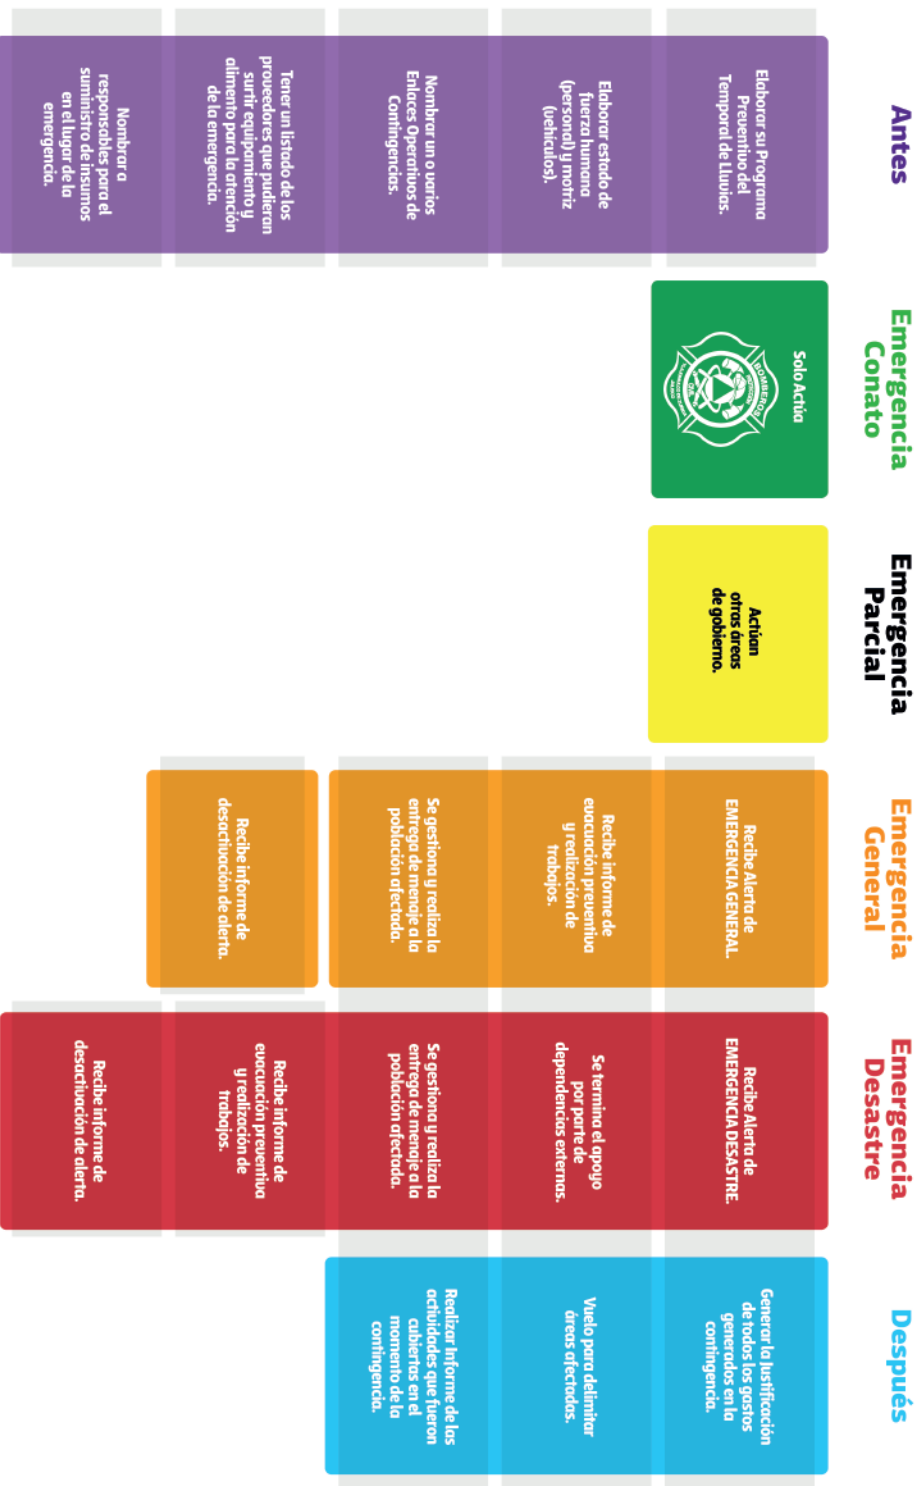 Antes
Elaborar su Programa
Preventivo del
Temporal de Lluvias.
Elaborar estado de
fuerza humana
(personal) y motriz
(vehículos).
Nombrar un o varios
Enlaces Operativos de
Contingencias.
Tener un listado de los
proveedores que pudieran
surtir equipamiento y
alimento para la atención
de la emergencia.
Nombrar a
responsables para el
suministro de insumos
en el lugar de la
emergencia.
Emergencia
Conato
Solo Actúa
BOMBEROS
Emergencia
Parcial
Actúan
otras áreas
de gobierno.
Emergencia
General
Recibe Alerta de
EMERGENCIA GENERAL.
Recibe informe de
evacuación preventiva
y realización de
trabajos.
Se gestiona y realiza la
entrega de menaje a la
población afectada.
Recibe informe de
desactivación de alerta.
Emergencia
Desastre
Recibe Alerta de
EMERGENCIA DESASTRE.
Se termina el apoyo
por parte de
dependencias externas.
Se gestiona y realiza la
entrega de menaje a la
población afectada.
Recibe informe de
evacuación preventiva
y realización de
trabajos.
Recibe informe de
desactivación de alerta.
Después
Generar la Justificación
de todos los gastos
generados en la
contingencia.
Vuelo para delimitar
áreas afectadas.
Realizar Informe de las
actividades que fueron
cubiertas en el
momento de la
contingencia.